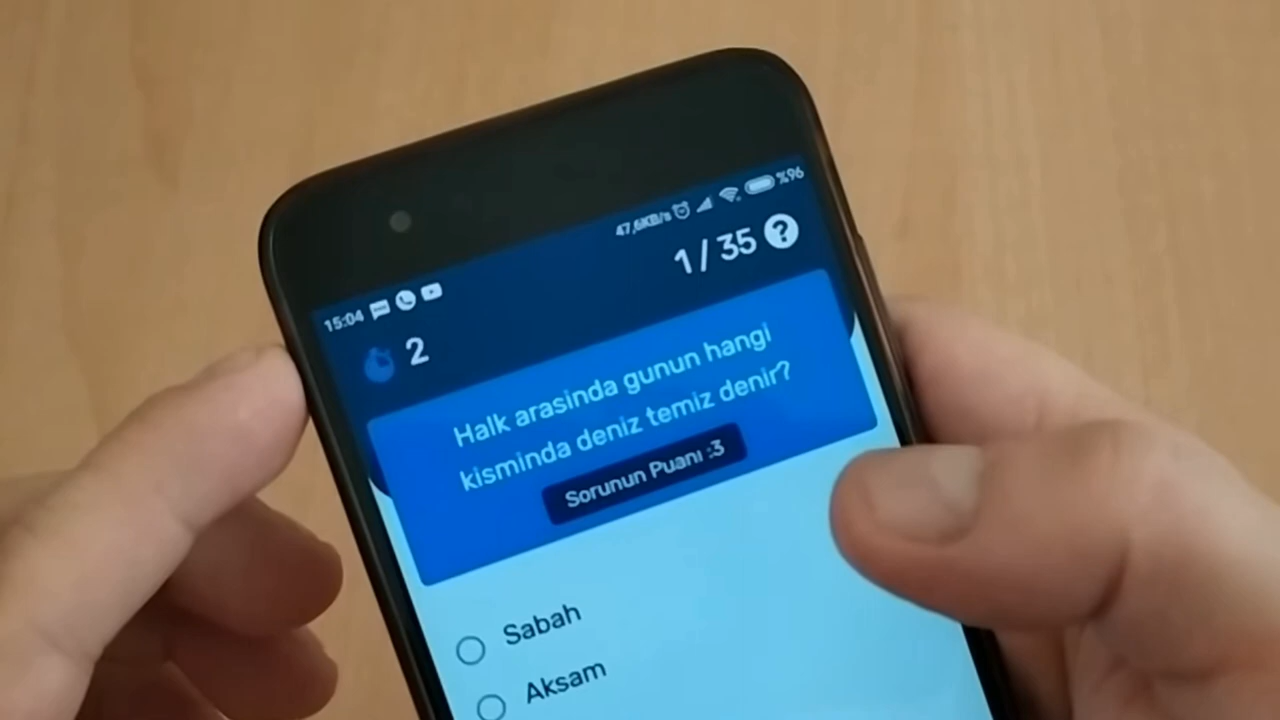 15:04 47,6KB/s %96
2 1/35 ?
Halk arasinda gunun hangi
kisminda deniz temiz denir?
Sorunun Puanı :3
Sabah
Aksam